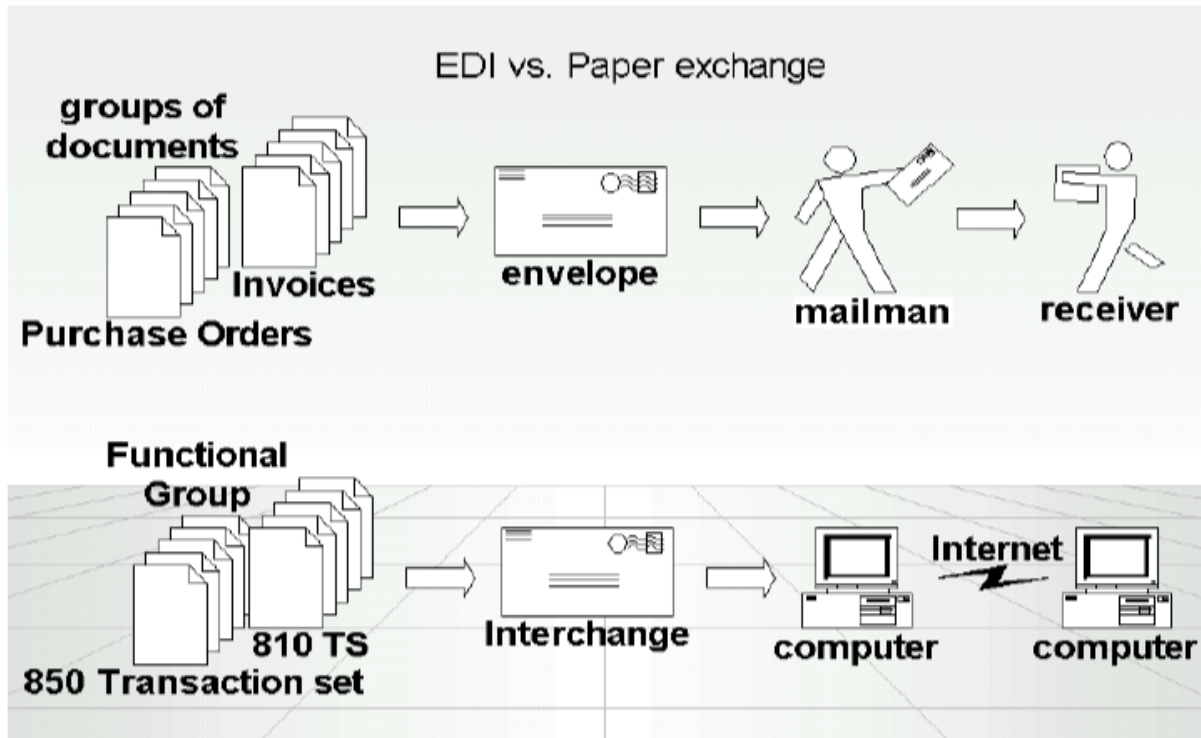 EDI vs. Paper exchange
groups of
documents
Invoices
Purchase Orders
envelope
mailman
receiver
Functional
Group
810 TS
850 Transaction set
Interchange
computer
Internet
computer